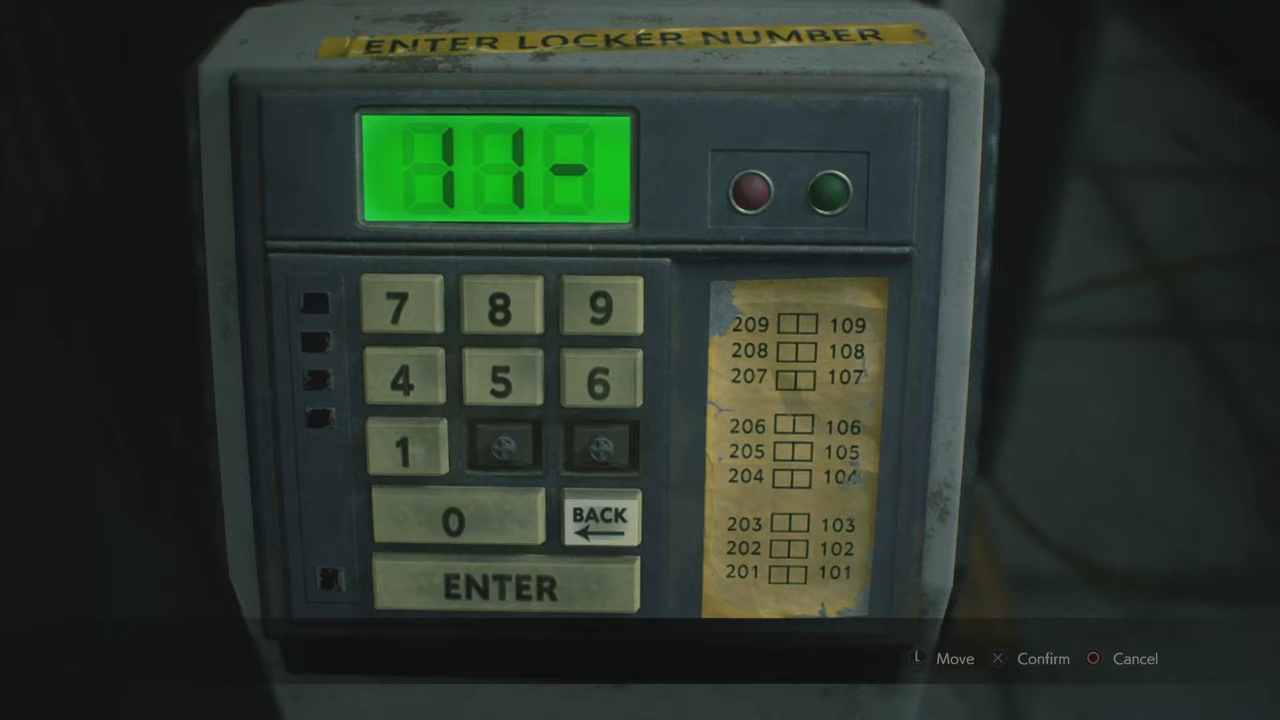 ENTER LOCKER NUMBER
11-
7 8 9
4 5 6
1
0 BACK
ENTER
209 109
208 108
207 107
206 106
205 105
204 104
203 103
202 102
201 101
L Move Confirm Cancel